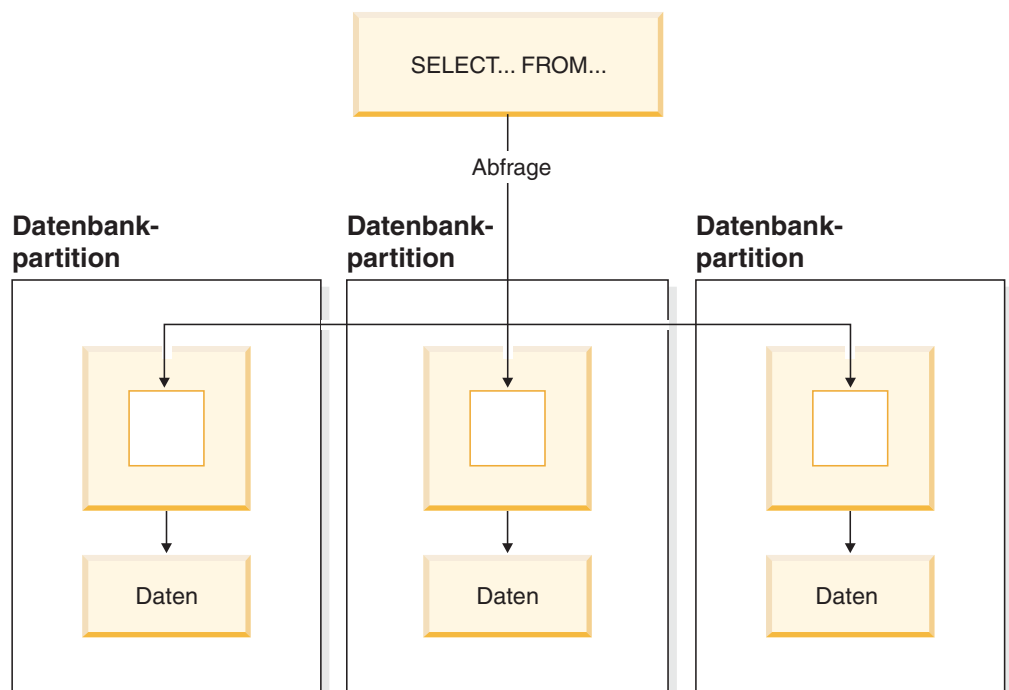 SELECT... FROM...
Abfrage
Datenbank-
partition
Datenbank-
partition
Datenbank-
partition
Daten
Daten
Daten